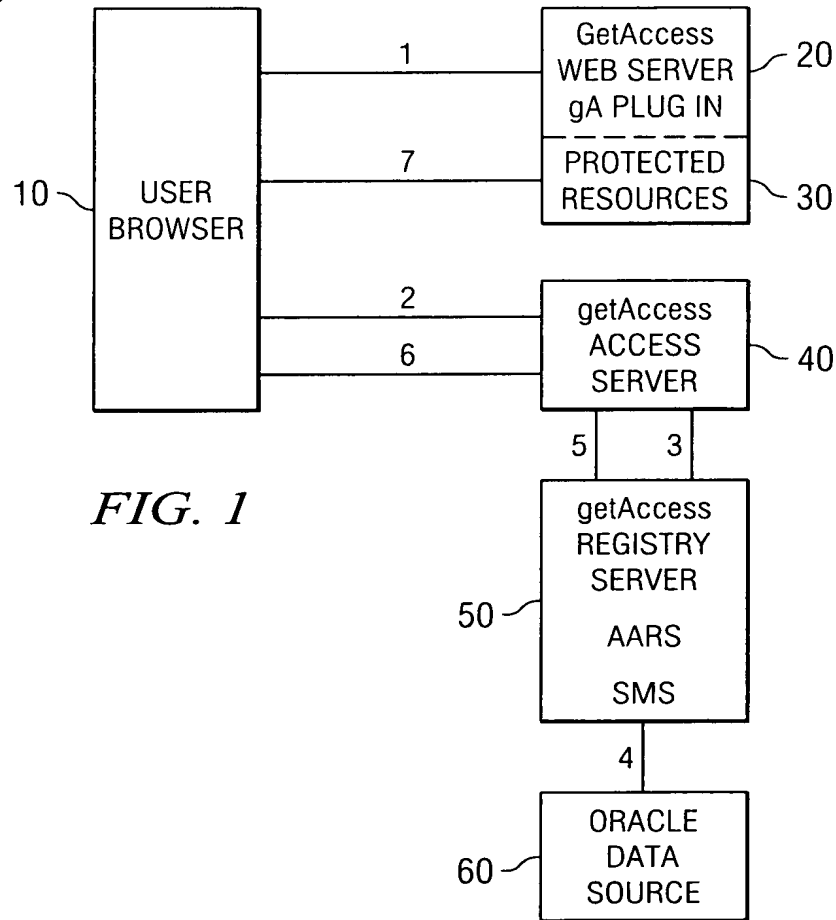 1
GetAccess
WEB SERVER
gA PLUG IN
20
7
PROTECTED
RESOURCES
30
10
USER
BROWSER
2
6
getAccess
ACCESS
SERVER
40
5
3
FIG. 1
getAccess
REGISTRY
SERVER
AARS
SMS
50
4
ORACLE
DATA
SOURCE
60